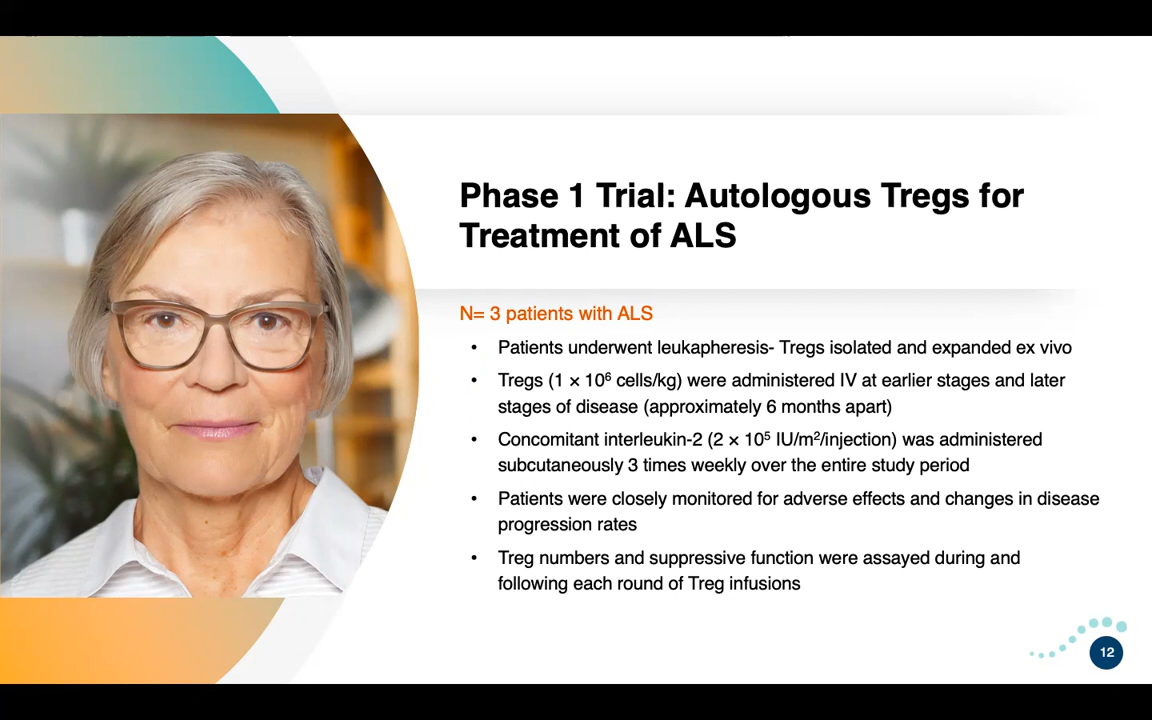 Phase 1 Trial: Autologous Tregs for
Treatment of ALS
N= 3 patients with ALS
• Patients underwent leukapheresis- Tregs isolated and expanded ex vivo
• Tregs (1 × 10⁶ cells/kg) were administered IV at earlier stages and later
stages of disease (approximately 6 months apart)
• Concomitant interleukin-2 (2 × 10⁵ IU/m²/injection) was administered
subcutaneously 3 times weekly over the entire study period
• Patients were closely monitored for adverse effects and changes in disease
progression rates
• Treg numbers and suppressive function were assayed during and
following each round of Treg infusions
12